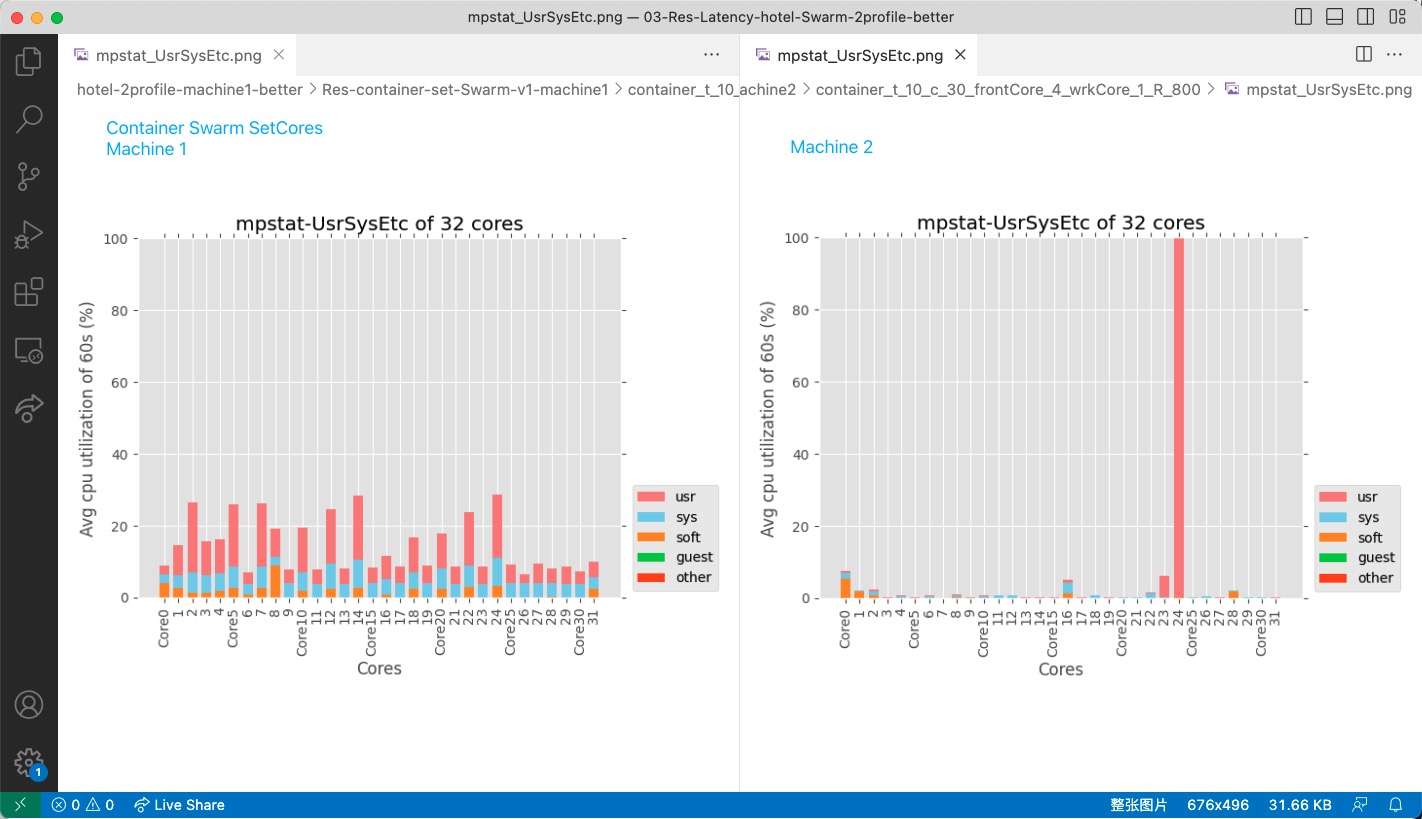 mpstat_UsrSysEtc.png — 03-Res-Latency-hotel-Swarm-2profile-better
mpstat_UsrSysEtc.png
hotel-2profile-machine1-better > Res-container-set-Swarm-v1-machine1 > container_t_10_
Container Swarm SetCores
Machine 1
mpstat-UsrSysEtc of 32 cores
Avg cpu utilization of 60s (%)
100
80
60
40
20
0
Core0 1 2 3 4 Core5 6 7 8 9 Core10 11 12 13 14 Core15 16 17 18 19 Core20 21 22 23 24 Core25 26 27 28 29 Core30 31
Cores
usr
sys
soft
guest
other
mpstat_UsrSysEtc.png
achine2 > container_t_10_c_30_frontCore_4_wrkCore_1_R_800 > mpstat_UsrSysEtc.png
Machine 2
mpstat-UsrSysEtc of 32 cores
Avg cpu utilization of 60s (%)
100
80
60
40
20
0
Core0 1 2 3 4 Core5 6 7 8 9 Core10 11 12 13 14 Core15 16 17 18 19 Core20 21 22 23 24 Core25 26 27 28 29 Core30 31
Cores
usr
sys
soft
guest
other
1
0 0 Live Share
整张图片 676x496 31.66 KB